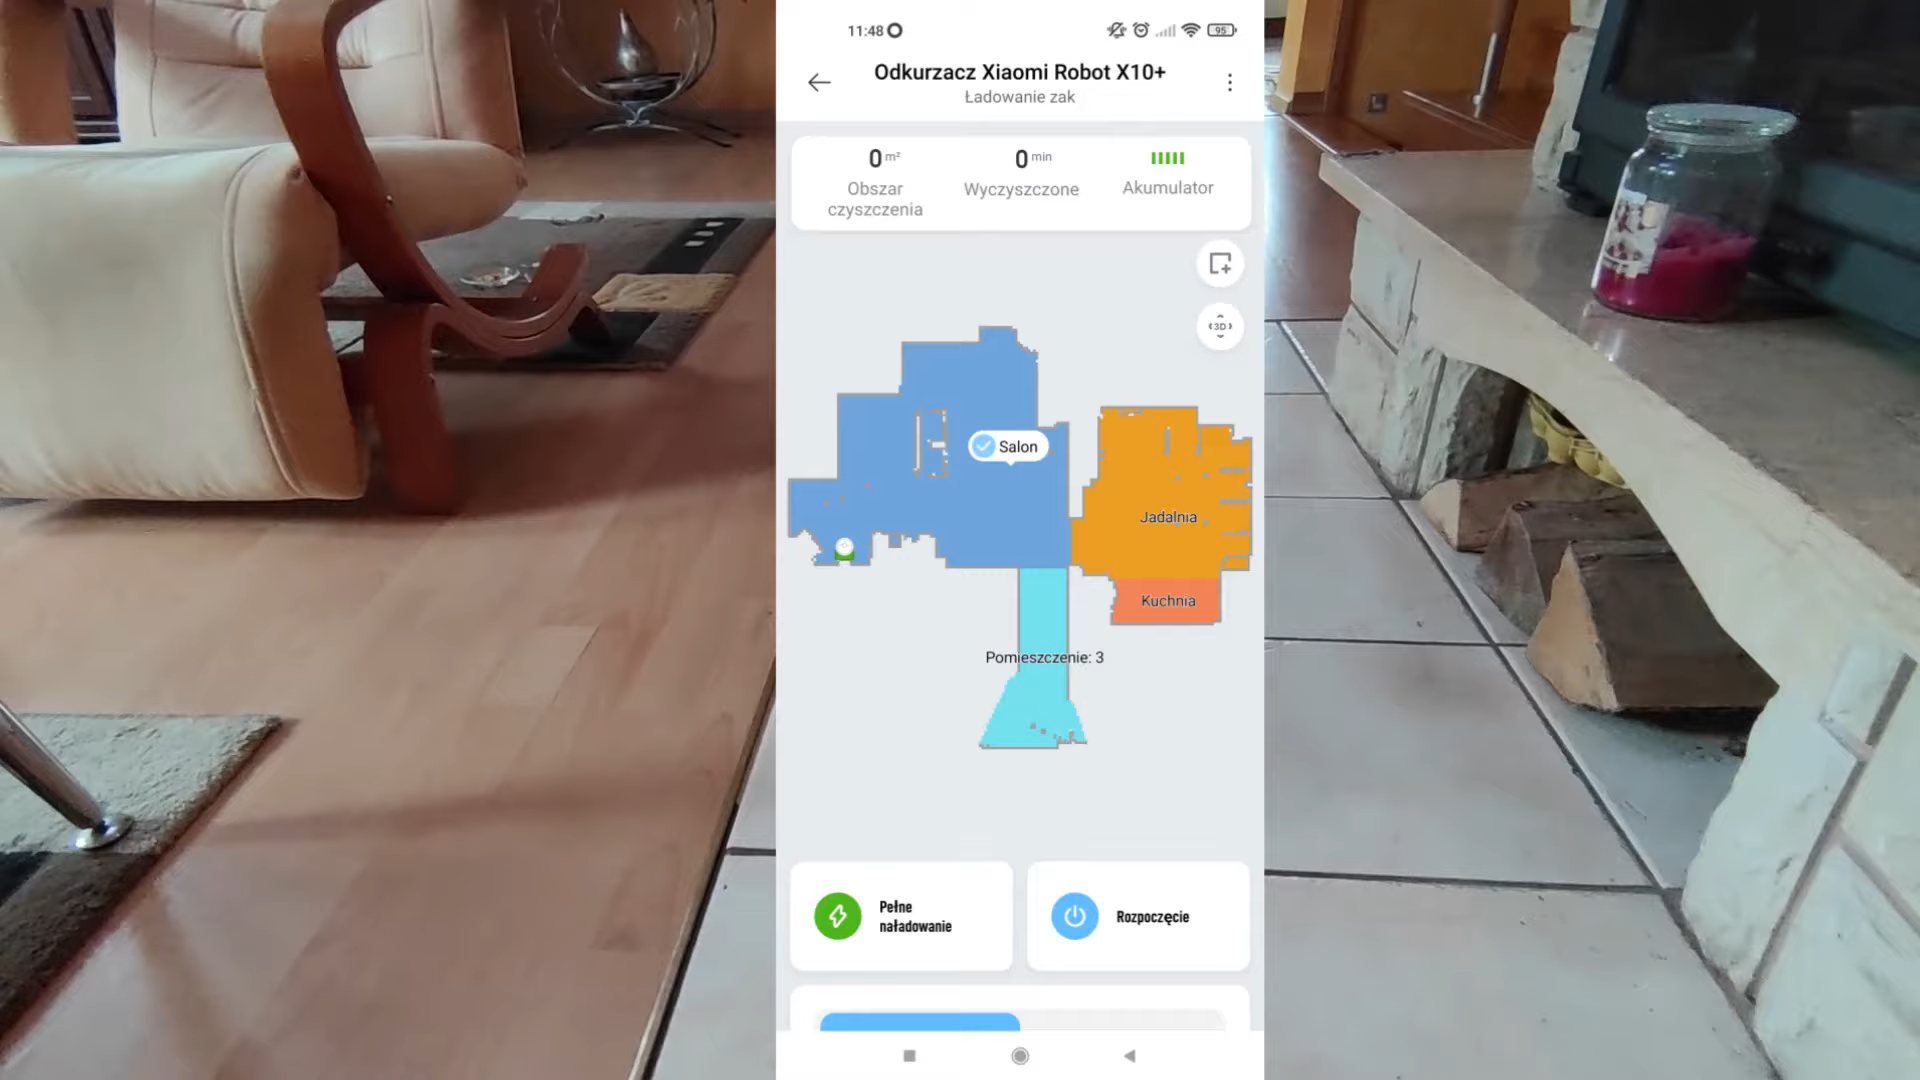 11:48
95
Odkurzacz Xiaomi Robot X10+
Ładowanie zak
0 m²
0 min
Obszar czyszczenia
Wyczyszczone
Akumulator
3D
Salon
Jadalnia
Kuchnia
Pomieszczenie: 3
Pełne
naładowanie
Rozpoczęcie